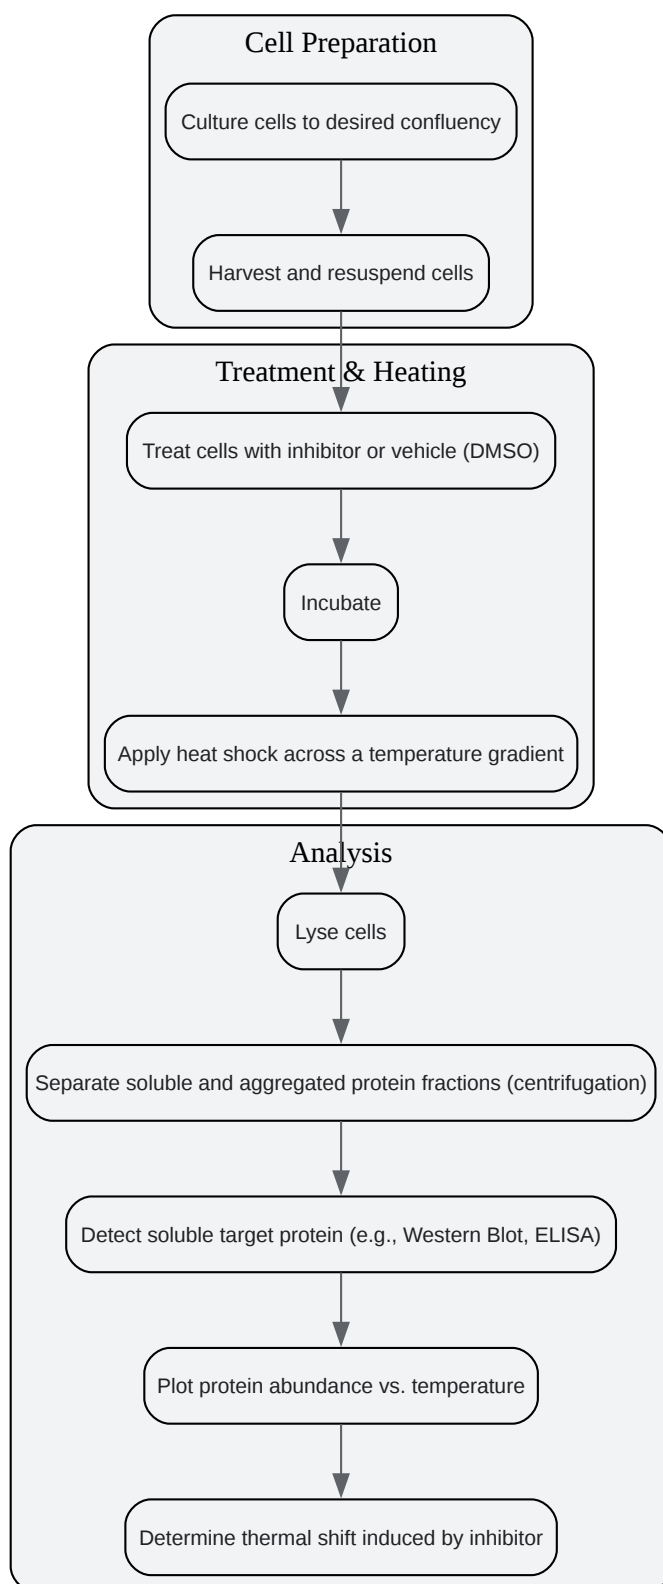 Cell Preparation
Culture cells to desired confluency
Harvest and resuspend cells
Treatment & Heating
Treat cells with inhibitor or vehicle (DMSO)
Incubate
Apply heat shock across a temperature gradient
Analysis
Lyse cells
Separate soluble and aggregated protein fractions (centrifugation)
Detect soluble target protein (e.g., Western Blot, ELISA)
Plot protein abundance vs. temperature
Determine thermal shift induced by inhibitor